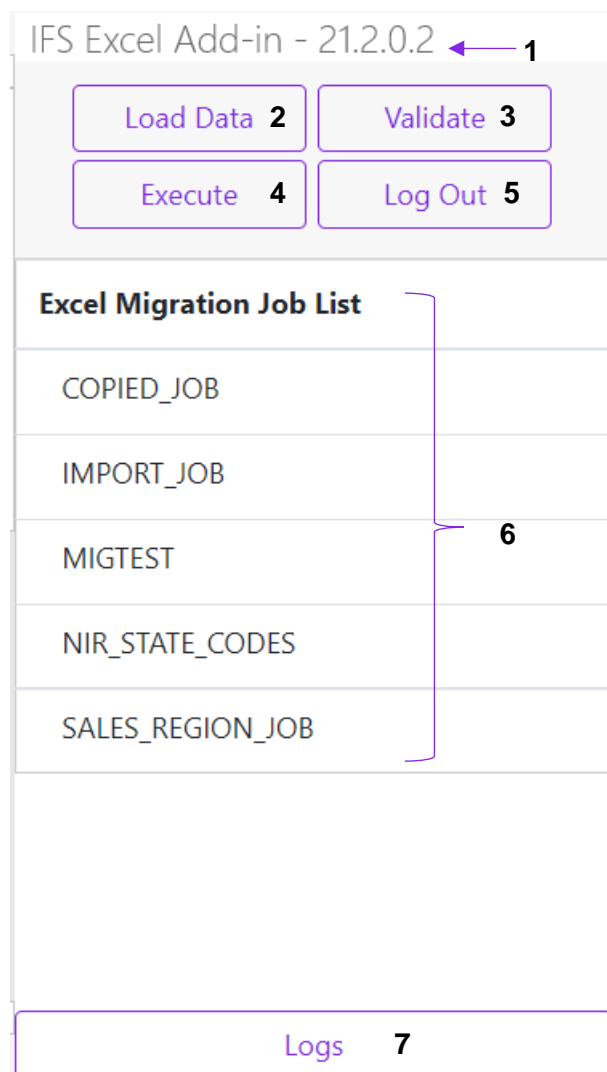 IFS Excel Add-in - 21.2.0.2 1
Load Data 2 Validate 3
Execute 4 Log Out 5
Excel Migration Job List
COPIED_JOB
IMPORT_JOB
6
MIGTEST
NIR_STATE_CODES
SALES_REGION_JOB
Logs 7